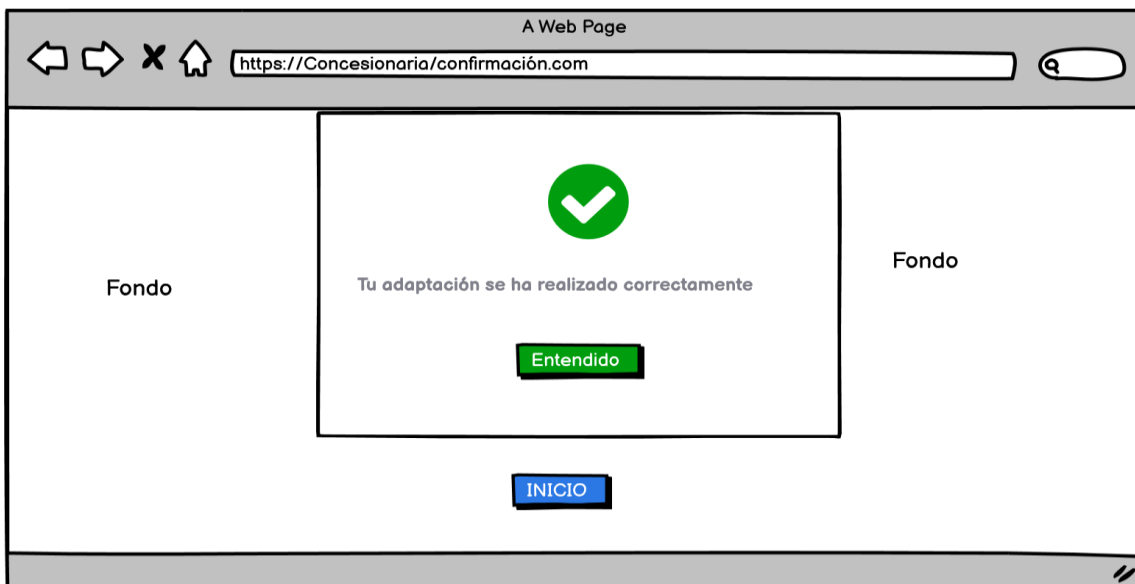 A Web Page
https://Concesionaria/confirmación.com
Fondo
Tu adaptación se ha realizado correctamente
Fondo
Entendido
INICIO